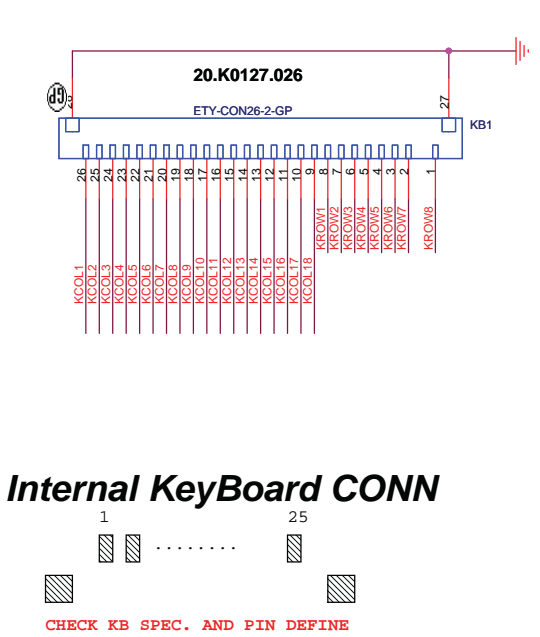 20.K0127.026
GP
27
ETY-CON26-2-GP
KB1
26 25 24 23 22 21 20 19 18 17 16 15 14 13 12 11 10 9 8 7 6 5 4 3 2 1
KCOL1
KCOL2
KCOL3
KCOL4
KCOL5
KCOL6
KCOL7
KCOL8
KCOL9
KCOL10
KCOL11
KCOL12
KCOL13
KCOL14
KCOL15
KCOL16
KCOL17
KCOL18
KROW1
KROW2
KROW3
KROW4
KROW5
KROW6
KROW7
KROW8
Internal KeyBoard CONN
1 25
........
CHECK KB SPEC. AND PIN DEFINE